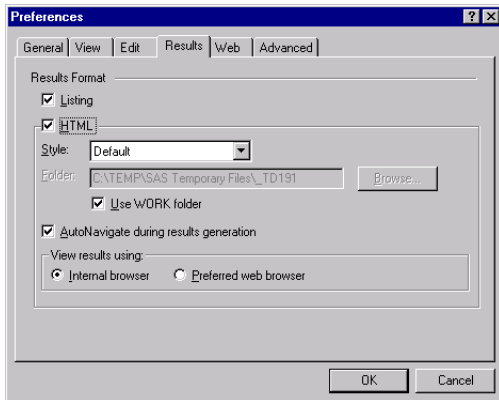 Preferences
General View Edit Results Web Advanced
Results Format
Listing
HTML
Style: Default
Folder: C:\TEMP\SAS Temporary Files\_TD191 Browse...
Use WORK folder
AutoNavigate during results generation
View results using:
Internal browser Preferred web browser
OK Cancel